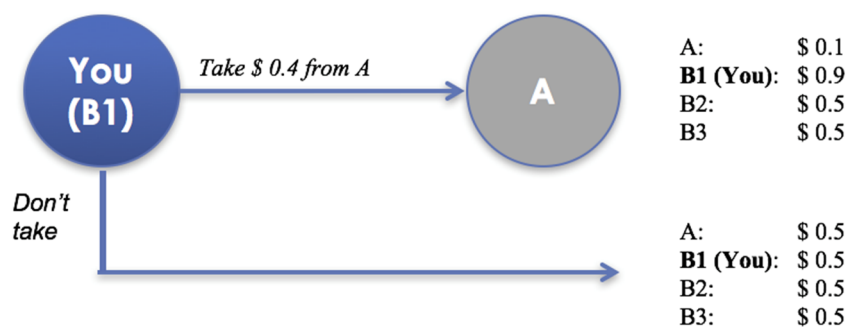 You
(B1)
Take $ 0.4 from A
A
A: $ 0.1
B1 (You): $ 0.9
B2: $ 0.5
B3 $ 0.5
Don't
take
A: $ 0.5
B1 (You): $ 0.5
B2: $ 0.5
B3: $ 0.5